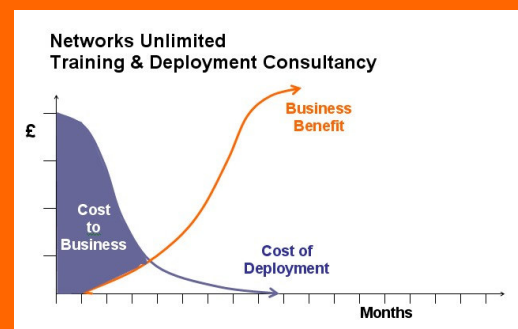 Networks Unlimited
Training & Deployment Consultancy
£
Business
Benefit
Cost
to
Business
Cost of
Deployment
Months